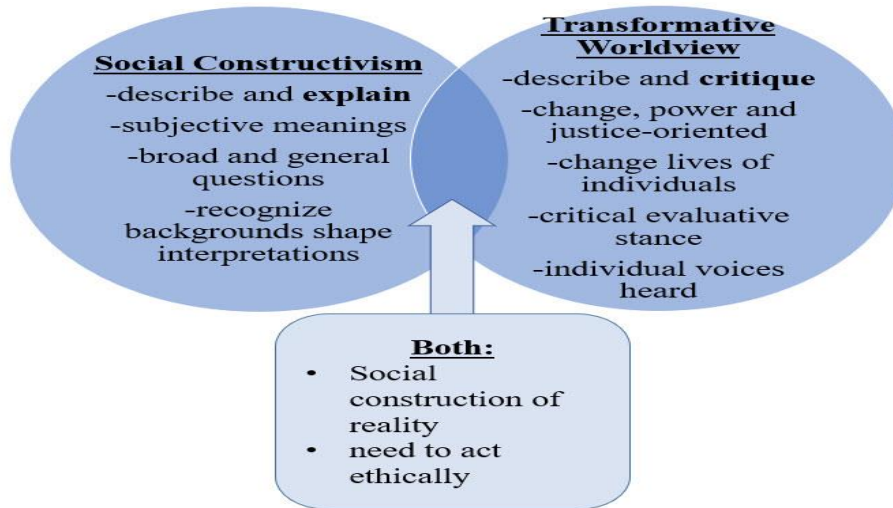 Social Constructivism
-describe and explain
-subjective meanings
-broad and general
questions
-recognize
backgrounds shape
interpretations
Transformative
Worldview
-describe and critique
-change, power and
justice-oriented
-change lives of
individuals
-critical evaluative
stance
-individual voices
heard
Both:
• Social
construction of
reality
• need to act
ethically